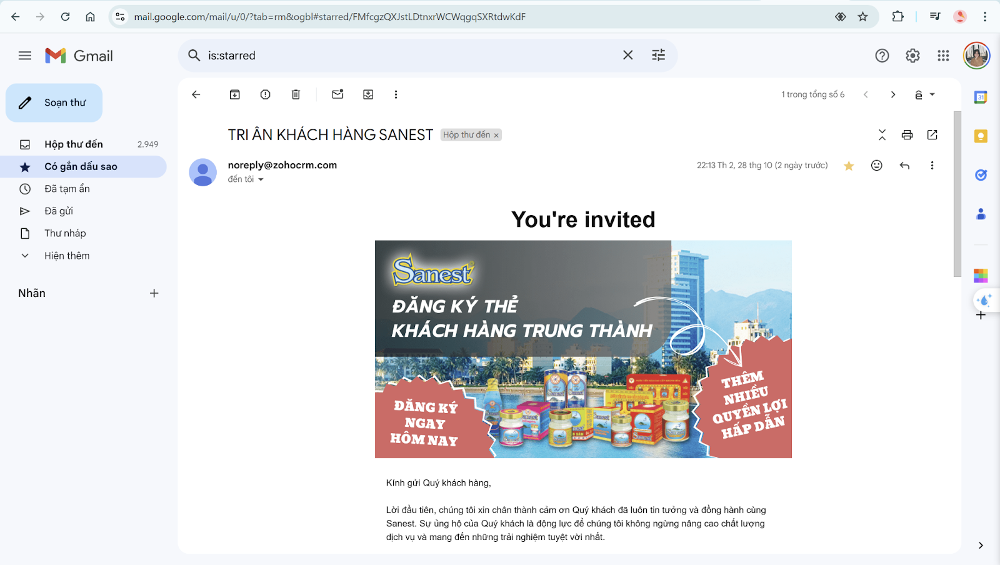 mail.google.com/mail/u/0/?tab=rm&ogbl#starred/FMfcgzQXJstLDtnxrWCWqgqSXRtdwKdF
Gmail
is:starred
Soạn thư
1 trong tổng số 6
Hộp thư đến 2.949
Có gắn dấu sao
Đã tạm ẩn
Đã gửi
Thư nháp
Hiện thêm
Nhãn
TRI ÂN KHÁCH HÀNG SANEST Hộp thư đến ×
noreply@zohocrm.com 22:13 Th 2, 28 thg 10 (2 ngày trước)
đến tôi
You're invited
Sanest
ĐĂNG KÝ THẺ
KHÁCH HÀNG TRUNG THÀNH
ĐĂNG KÝ
NGAY
HÔM NAY
THÊM
NHIỀU
QUYỀN LỢI
HẤP DẪN
Kính gửi Quý khách hàng,
Lời đầu tiên, chúng tôi xin chân thành cảm ơn Quý khách đã luôn tin tưởng và đồng hành cùng
Sanest. Sự ủng hộ của Quý khách là động lực để chúng tôi không ngừng nâng cao chất lượng
dịch vụ và mang đến những trải nghiệm tuyệt vời nhất.
31